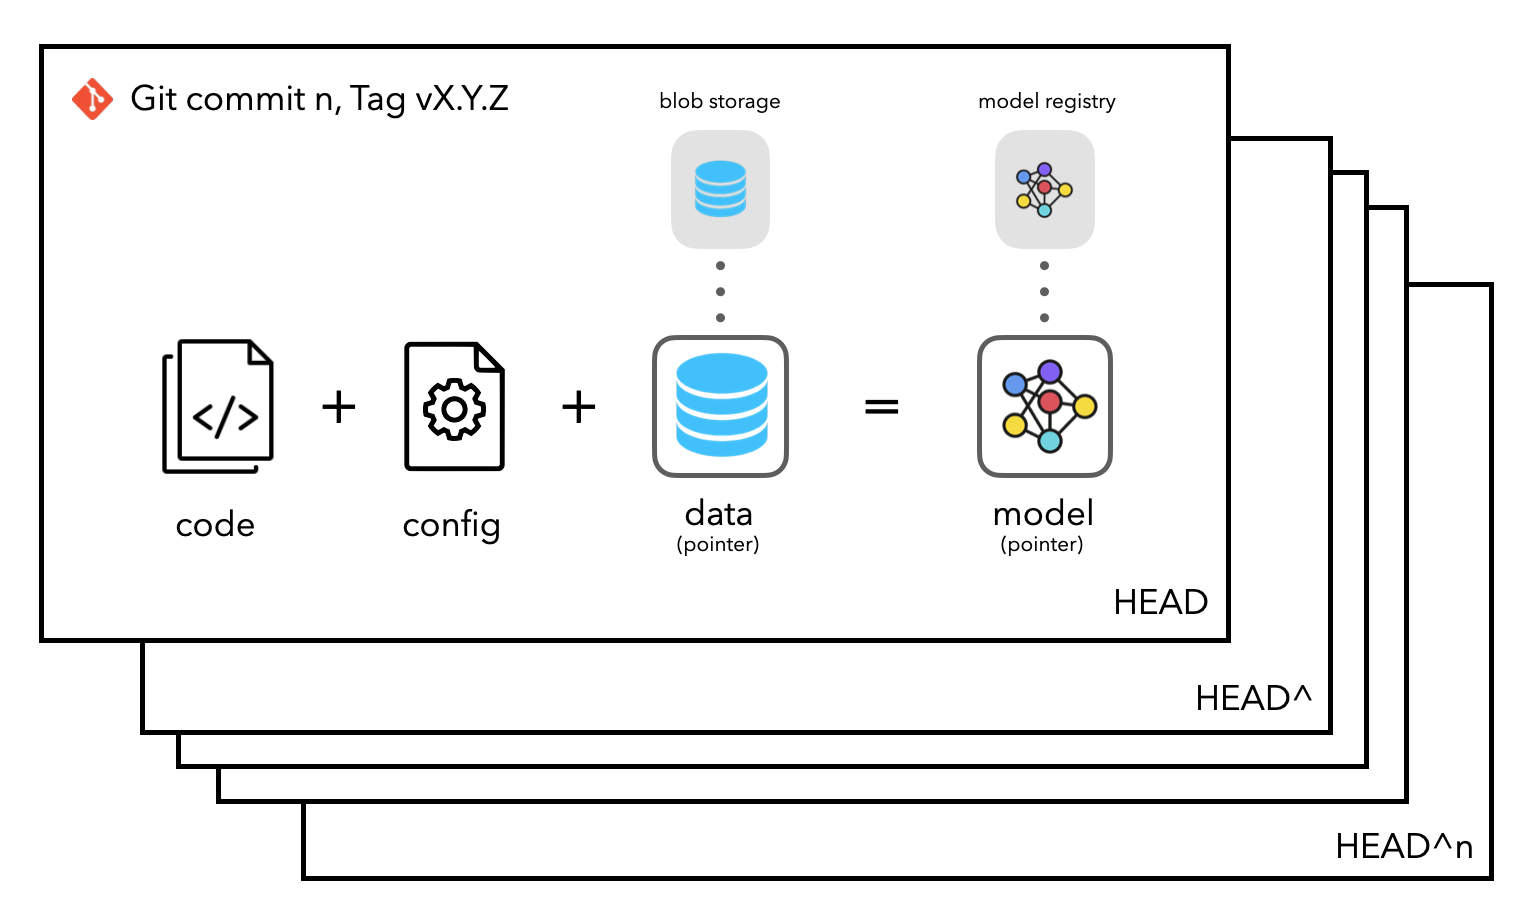 Git commit n, Tag vX.Y.Z
blob storage
model registry
</>
+
+
=
code
config
data
(pointer)
model
(pointer)
HEAD
HEAD^
HEAD^n